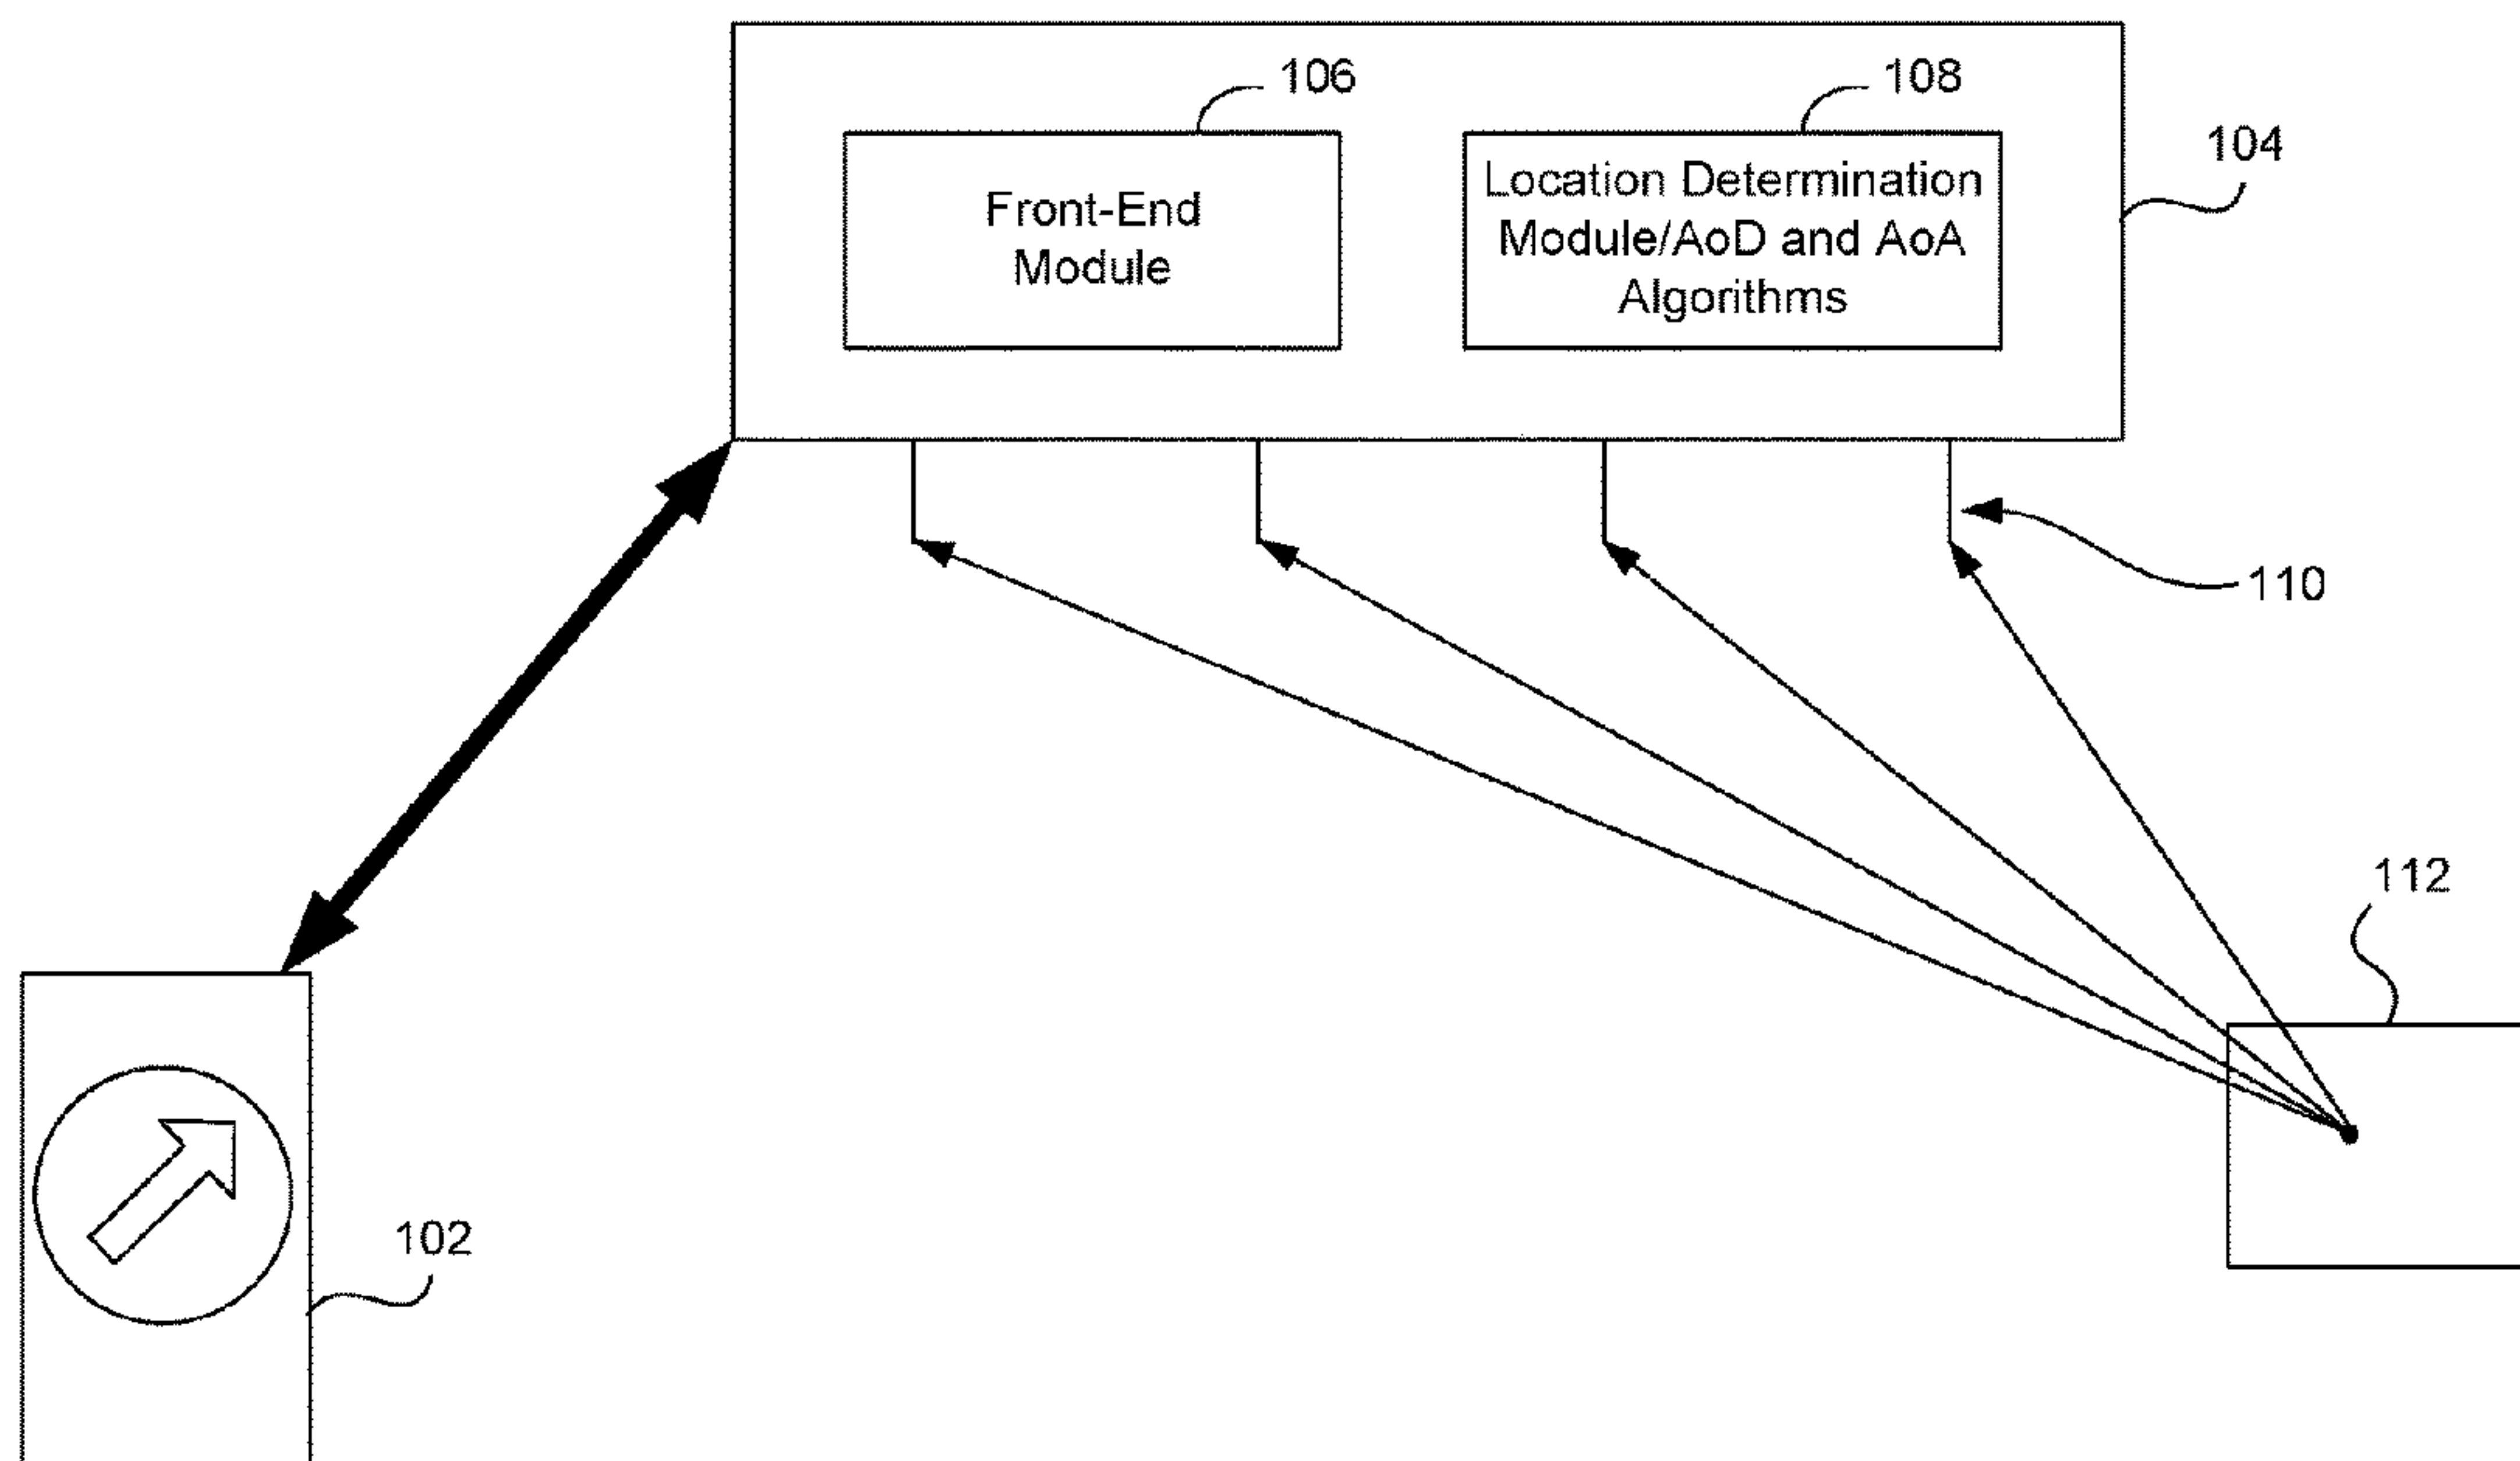 106
108
104
Front-End
Module
Location Determination
Module/AoD and AoA
Algorithms
110
112
102